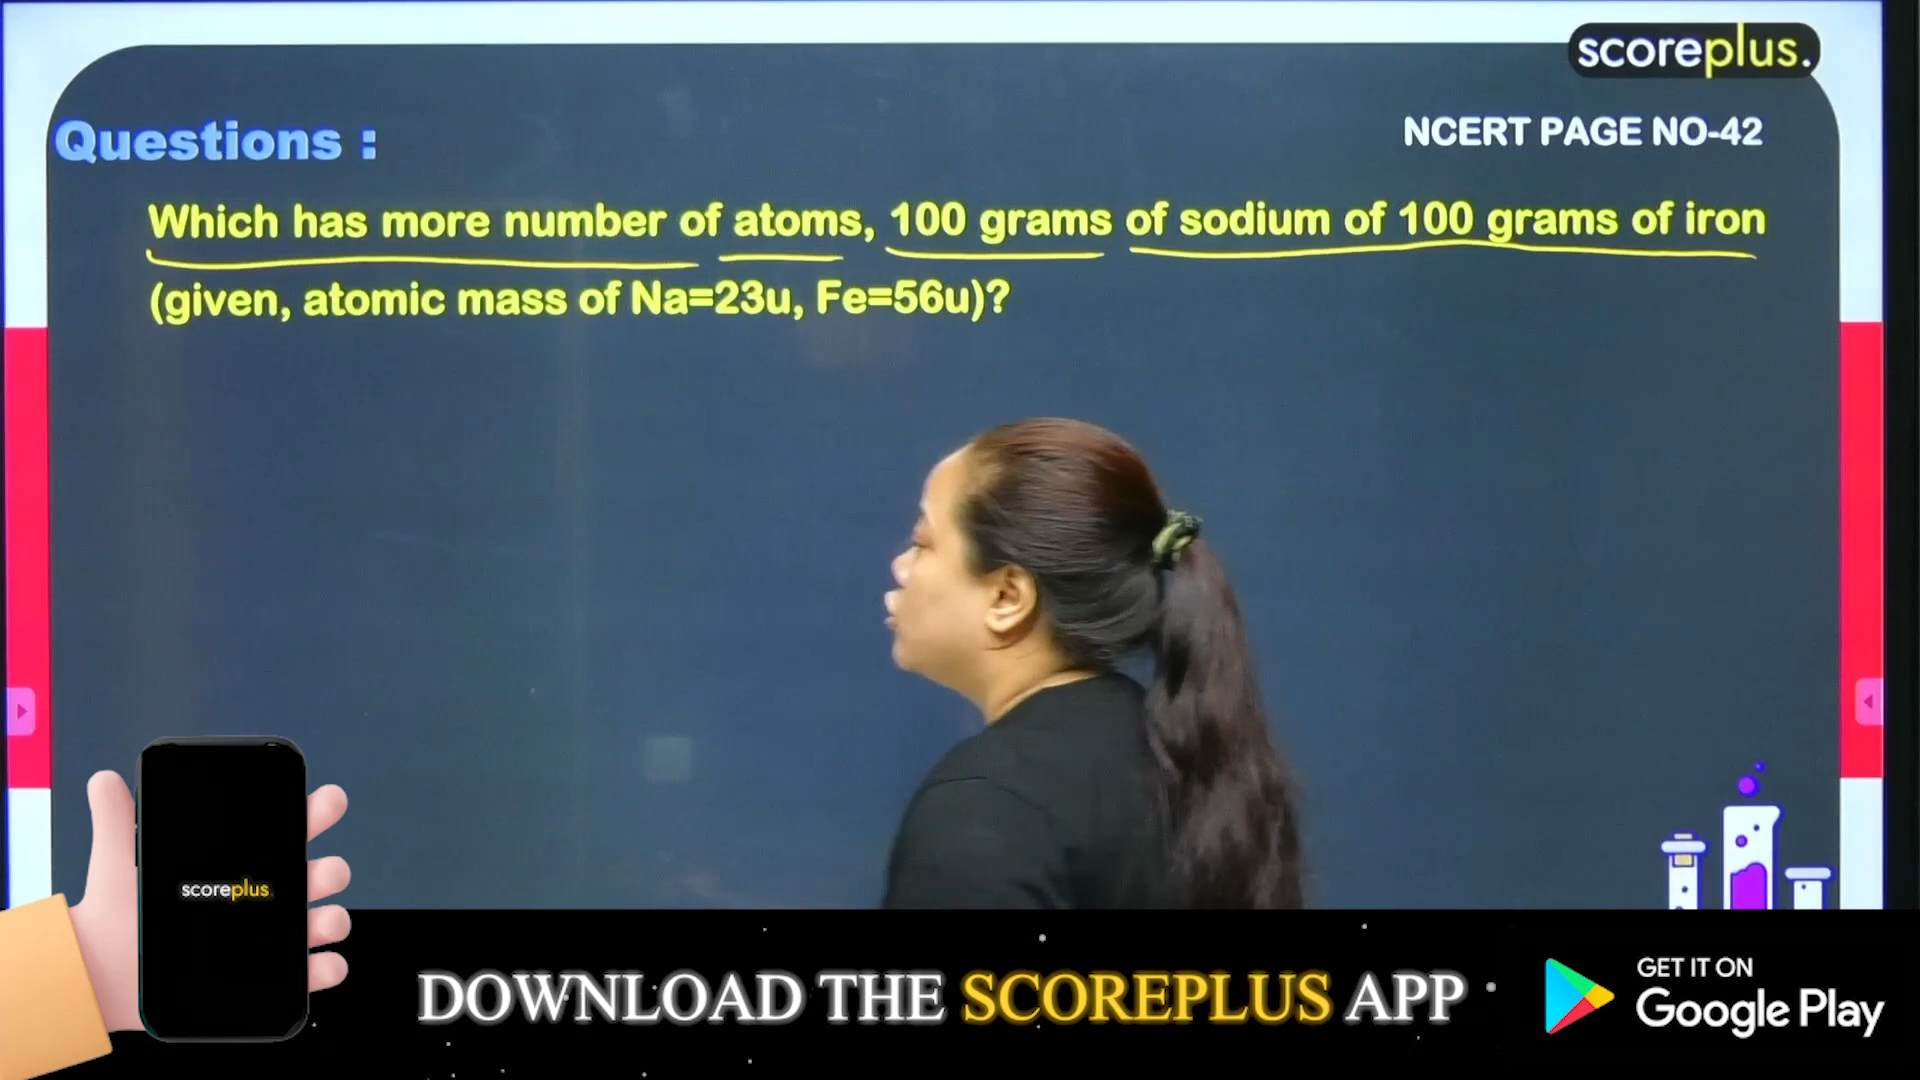 scoreplus.
Questions :
NCERT PAGE NO-42
Which has more number of atoms, 100 grams of sodium of 100 grams of iron
(given, atomic mass of Na=23u, Fe=56u)?
scoreplus
DOWNLOAD THE SCOREPLUS APP
GET IT ON
Google Play